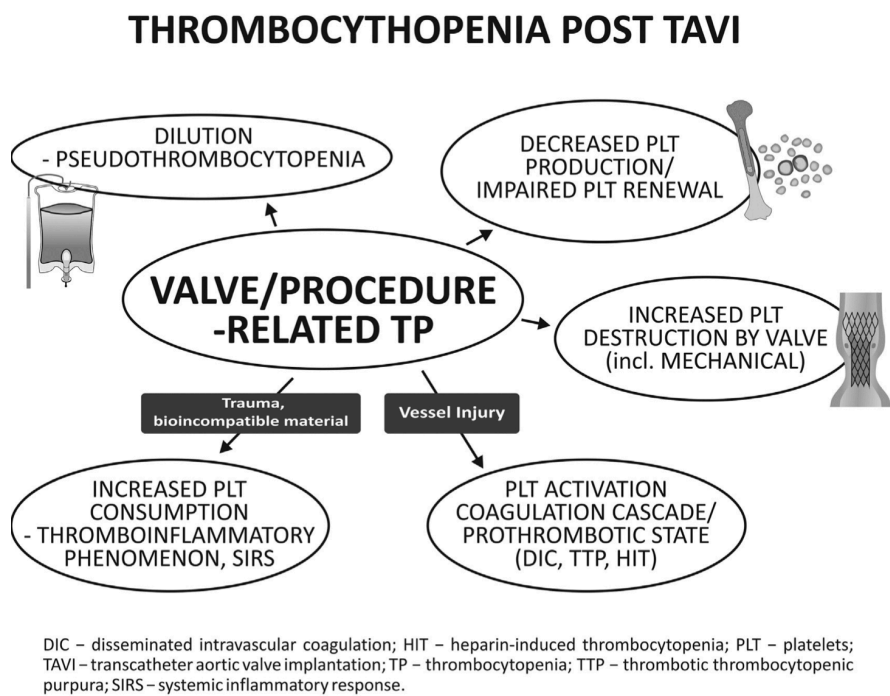 THROMBOCYTHOPENIA POST TAVI
DILUTION
- PSEUDOTHROMBOCYTOPENIA
DECREASED PLT
PRODUCTION/
IMPAIRED PLT RENEWAL
VALVE/PROCEDURE
-RELATED TP
INCREASED PLT
DESTRUCTION BY VALVE
(incl. MECHANICAL)
Trauma,
bioincompatible material
Vessel Injury
INCREASED PLT
CONSUMPTION
- THROMBOINFLAMMATORY
PHENOMENON, SIRS
PLT ACTIVATION
COAGULATION CASCADE/
PROTHROMBOTIC STATE
(DIC, TTP, HIT)
DIC – disseminated intravascular coagulation; HIT – heparin-induced thrombocytopenia; PLT – platelets;
TAVI – transcatheter aortic valve implantation; TP – thrombocytopenia; TTP – thrombotic thrombocytopenic
purpura; SIRS – systemic inflammatory response.